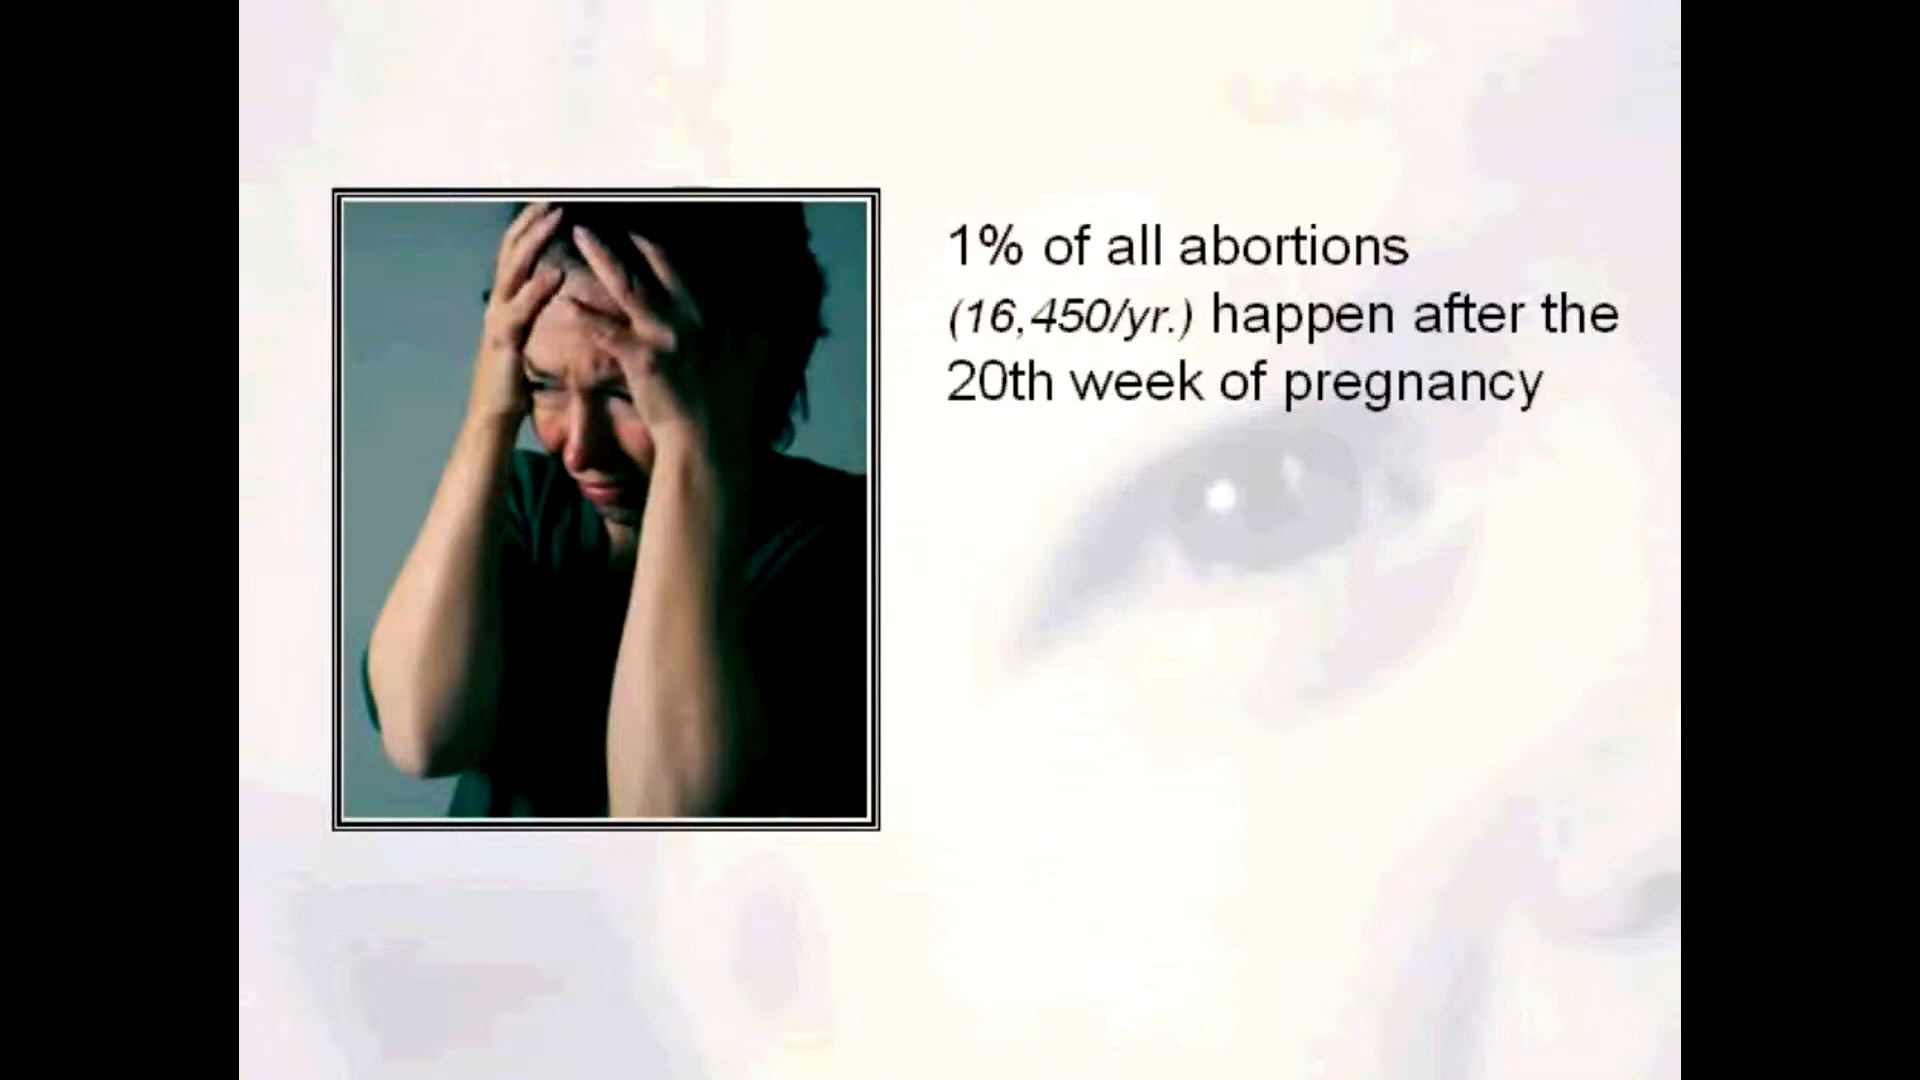 1% of all abortions
(16,450/yr.) happen after the
20th week of pregnancy